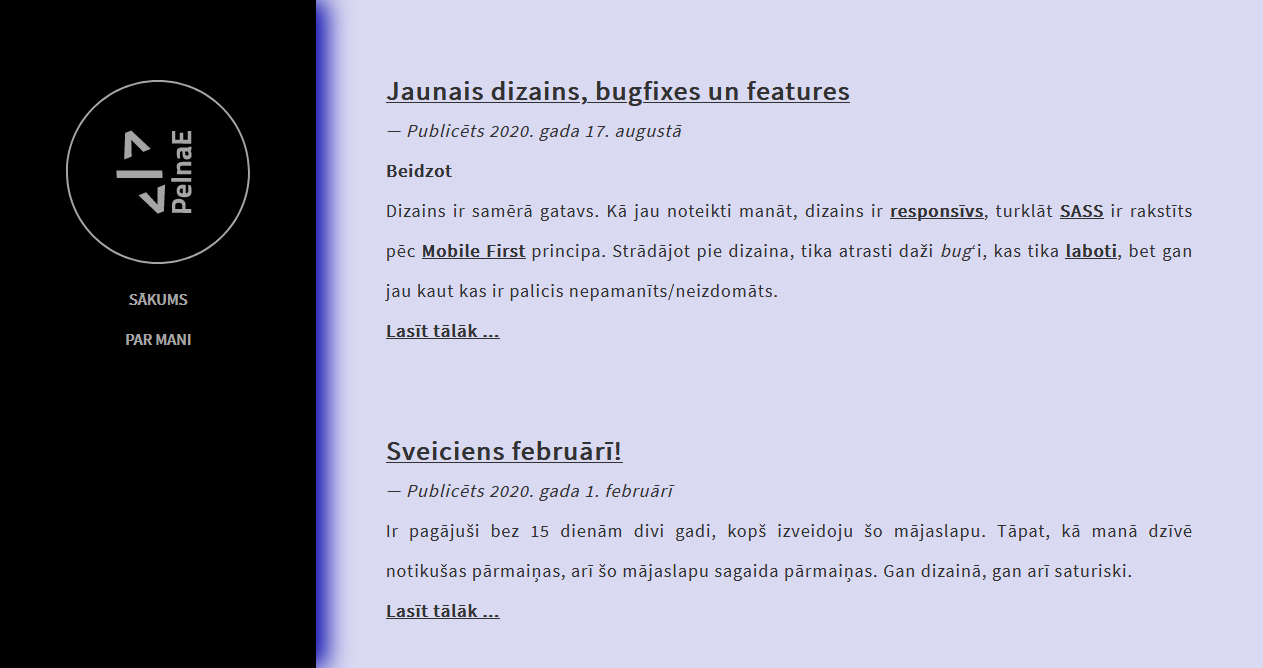 PelnaE
SĀKUMS
PAR MANI
Jaunais dizains, bugfixes un features
— Publicēts 2020. gada 17. augustā
Beidzot
Dizains ir samērā gatavs. Kā jau noteikti manāt, dizains ir responsīvs, turklāt SASS ir rakstīts
pēc Mobile First principa. Strādājot pie dizaina, tika atrasti daži bug‘i, kas tika laboti, bet gan
jau kaut kas ir palicis nepamanīts/neizdomāts.
Lasīt tālāk ...
Sveiciens februārī!
— Publicēts 2020. gada 1. februārī
Ir pagājuši bez 15 dienām divi gadi, kopš izveidoju šo mājaslapu. Tāpat, kā manā dzīvē
notikušas pārmaiņas, arī šo mājaslapu sagaida pārmaiņas. Gan dizainā, gan arī saturiski.
Lasīt tālāk ...